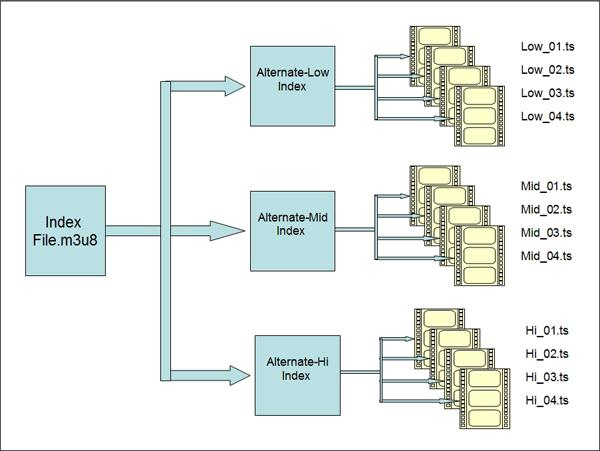 Index
File.m3u8
Alternate-Low
Index
Low_01.ts
Low_02.ts
Low_03.ts
Low_04.ts
Alternate-Mid
Index
Mid_01.ts
Mid_02.ts
Mid_03.ts
Mid_04.ts
Alternate-Hi
Index
Hi_01.ts
Hi_02.ts
Hi_03.ts
Hi_04.ts